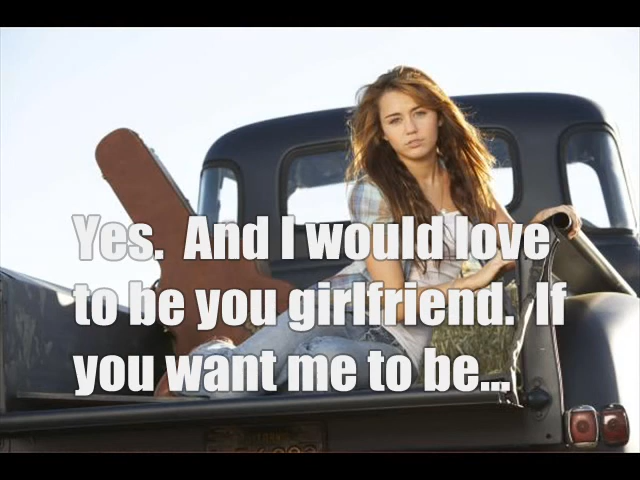 Yes.  And I would love
to be you girlfriend.  If
you want me to be...